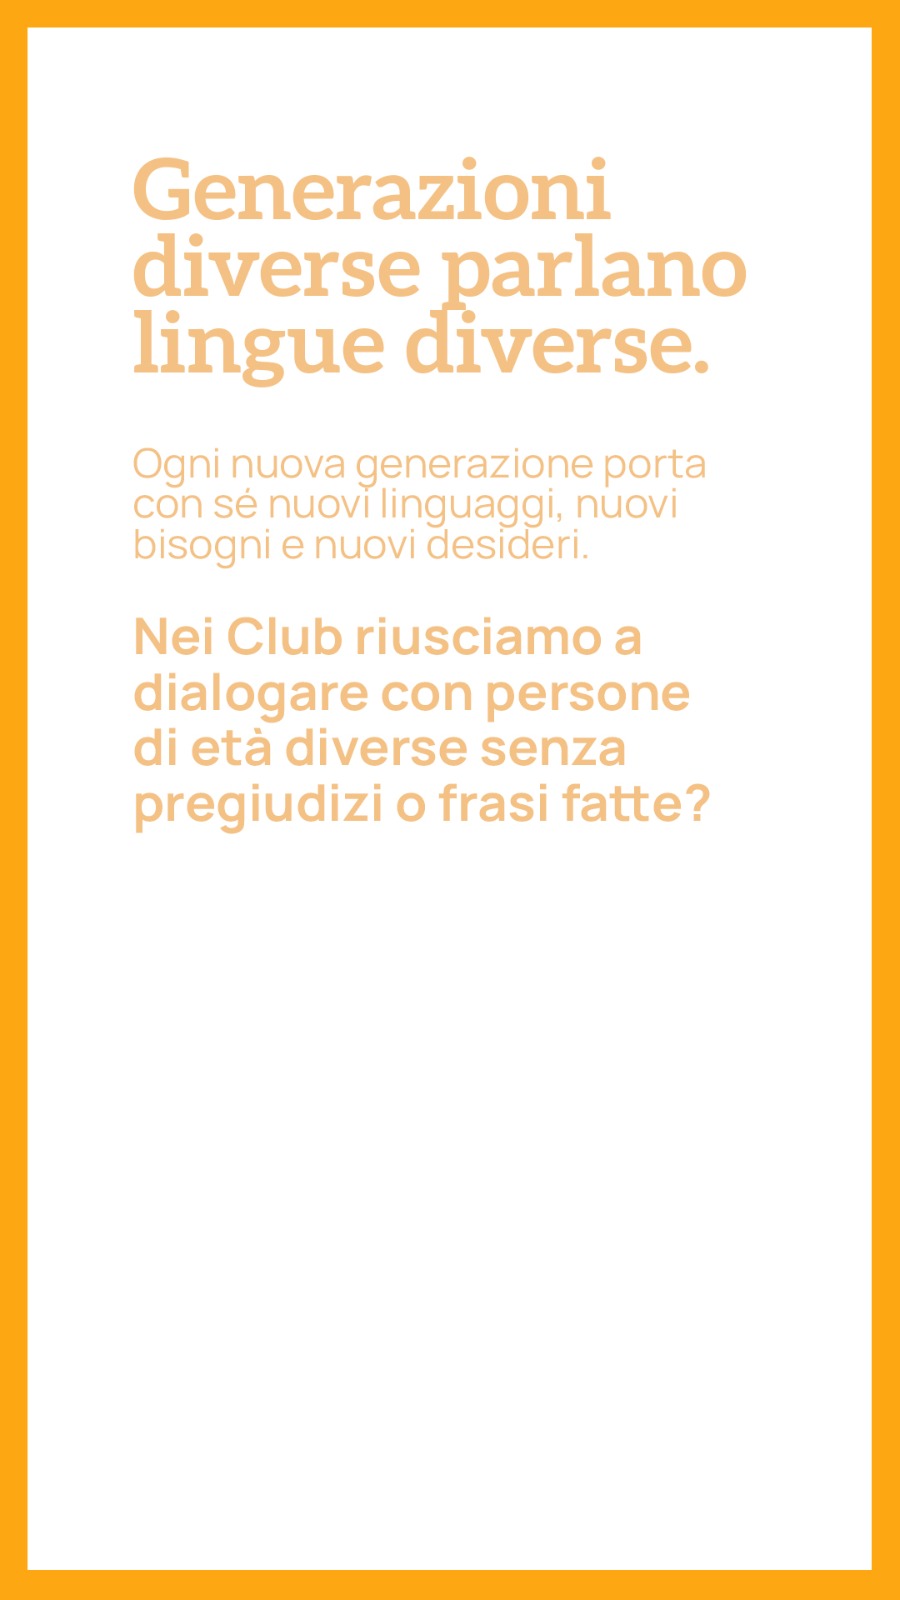 Generazioni
diverse parlano
lingue diverse.
Ogni nuova generazione porta
con sé nuovi linguaggi, nuovi
bisogni e nuovi desideri.
Nei Club riusciamo a
dialogare con persone
di età diverse senza
pregiudizi o frasi fatte?